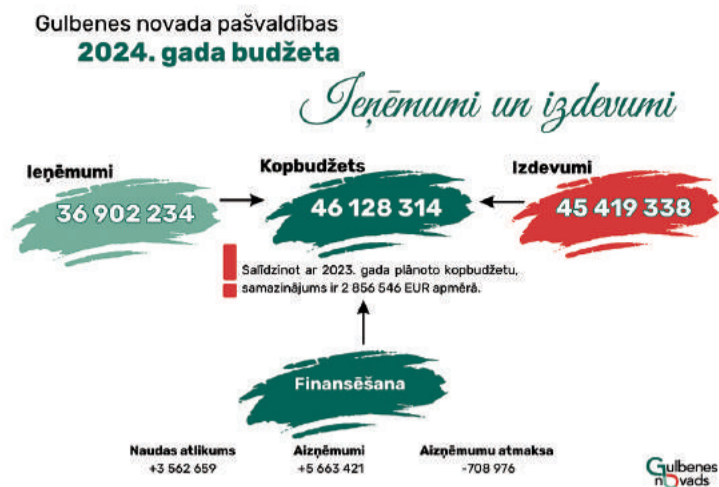 Gulbenes novada pašvaldības
2024. gada budžeta
Ieņēmumi un izdevumi
Ieņēmumi
Kopbudžets
Izdevumi
36 902 234
46 128 314
45 419 338
Salīdzinot ar 2023. gada plānoto kopbudžetu,
samazinājums ir 2 856 546 EUR apmērā.
Finansēšana
Naudas atlikums
Aizņēmumi
Aizņēmumu atmaksa
+3 562 659
+5 663 421
-708 976
Gulbenes
novads